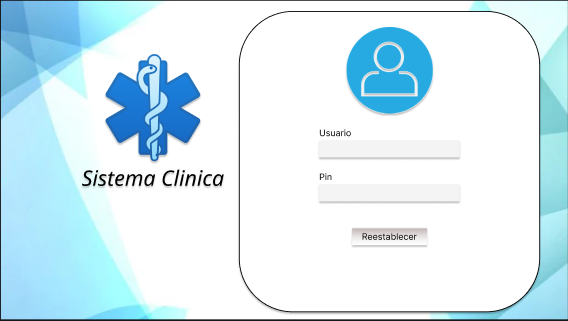 Sistema Clinica
Usuario
Pin
Reestablecer